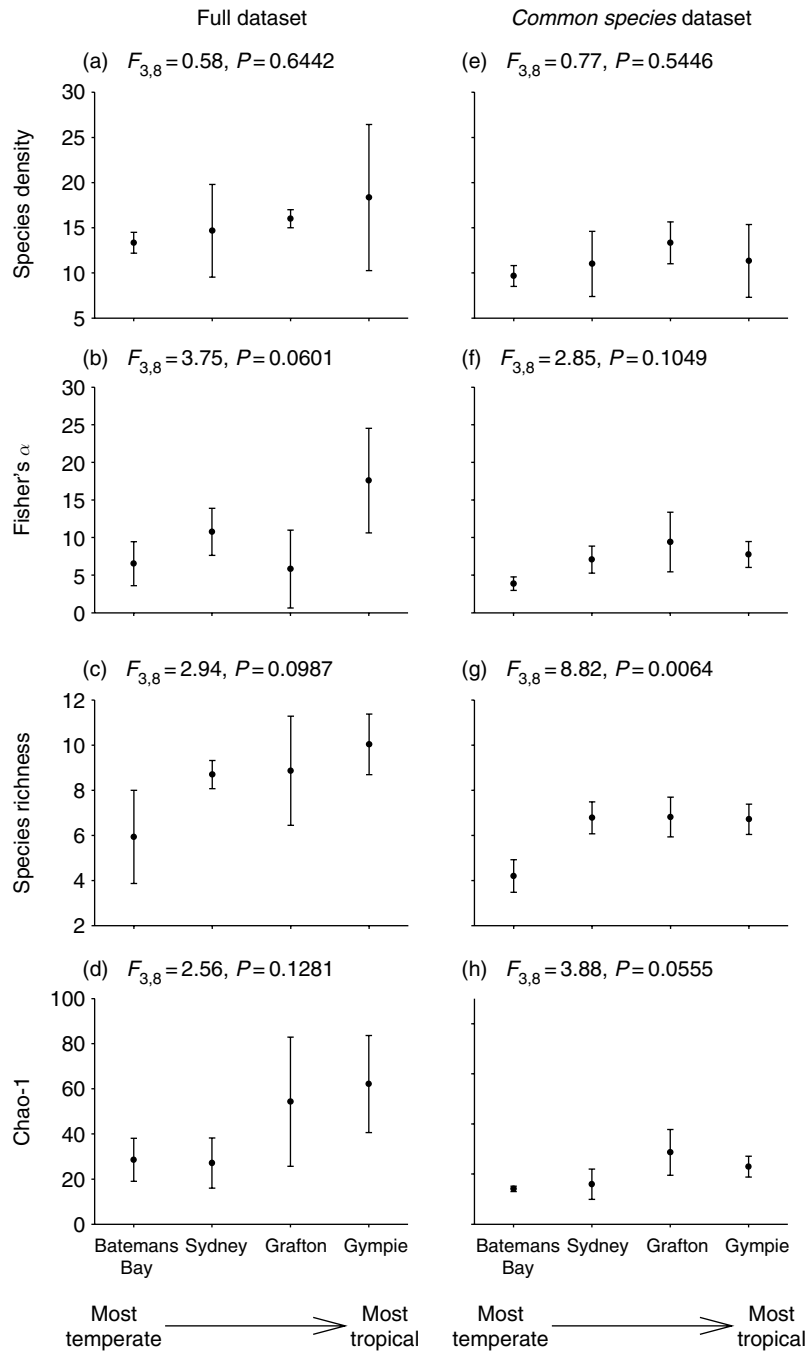 Full dataset
Common species dataset
(a) F3,8 = 0.58, P = 0.6442
(e) F3,8 = 0.77, P = 0.5446
Species density
30
25
20
15
10
5
(b) F3,8 = 3.75, P = 0.0601
(f) F3,8 = 2.85, P = 0.1049
Fisher's α
30
25
20
15
10
5
0
(c) F3,8 = 2.94, P = 0.0987
(g) F3,8 = 8.82, P = 0.0064
Species richness
12
10
8
6
4
2
(d) F3,8 = 2.56, P = 0.1281
(h) F3,8 = 3.88, P = 0.0555
Chao-1
100
80
60
40
20
0
Batemans Bay
Sydney
Grafton
Gympie
Batemans Bay
Sydney
Grafton
Gympie
Most temperate
Most tropical
Most temperate
Most tropical